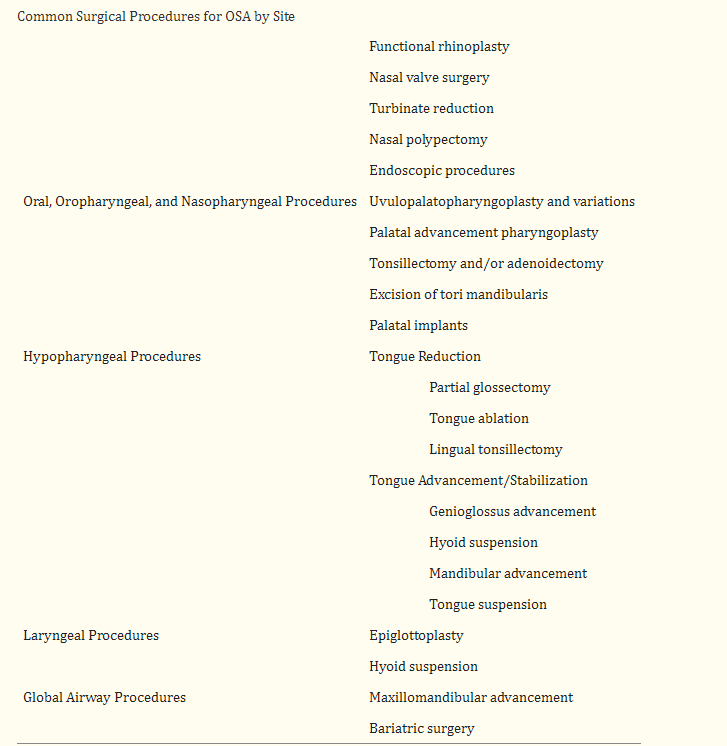 Common Surgical Procedures for OSA by Site
Functional rhinoplasty
Nasal valve surgery
Turbinate reduction
Nasal polypectomy
Endoscopic procedures
Oral, Oropharyngeal, and Nasopharyngeal Procedures Uvulopalatopharyngoplasty and variations
Palatal advancement pharyngoplasty
Tonsillectomy and/or adenoidectomy
Excision of tori mandibularis
Palatal implants
Hypopharyngeal Procedures Tongue Reduction
Partial glossectomy
Tongue ablation
Lingual tonsillectomy
Tongue Advancement/Stabilization
Genioglossus advancement
Hyoid suspension
Mandibular advancement
Tongue suspension
Laryngeal Procedures Epiglottoplasty
Hyoid suspension
Global Airway Procedures Maxillomandibular advancement
Bariatric surgery